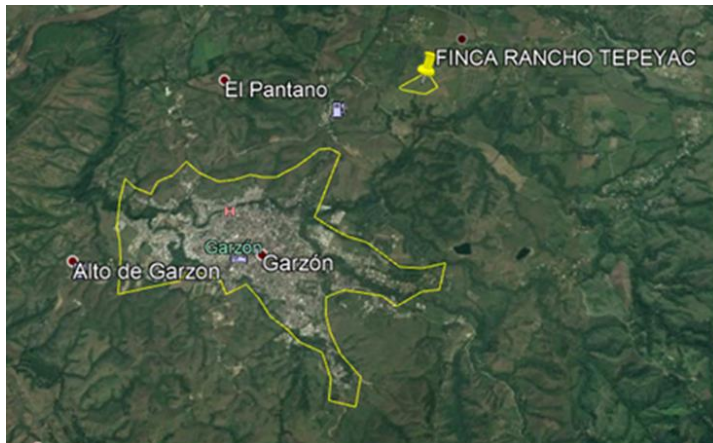 FINCA RANCHO TEPEYAC
El Pantano
Garzón
Garzón
Alto de Garzon